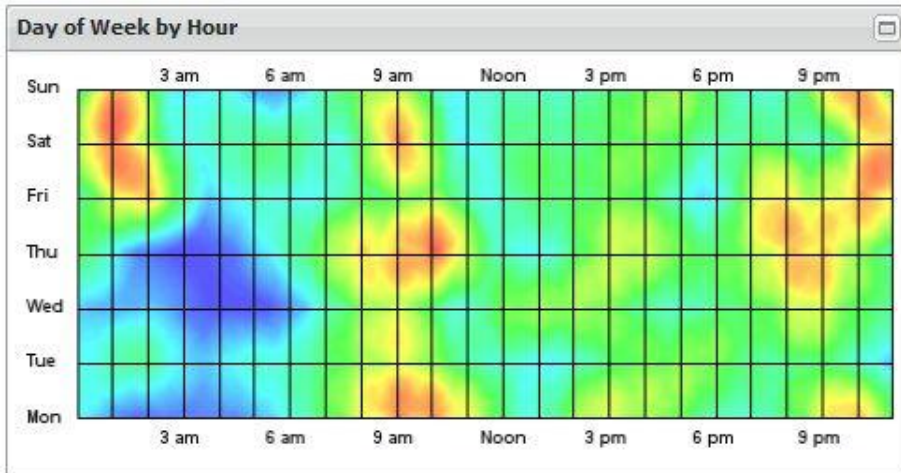 Day of Week by Hour
3 am 6 am 9 am Noon 3 pm 6 pm 9 pm
Sun
Sat
Fri
Thu
Wed
Tue
Mon
3 am 6 am 9 am Noon 3 pm 6 pm 9 pm